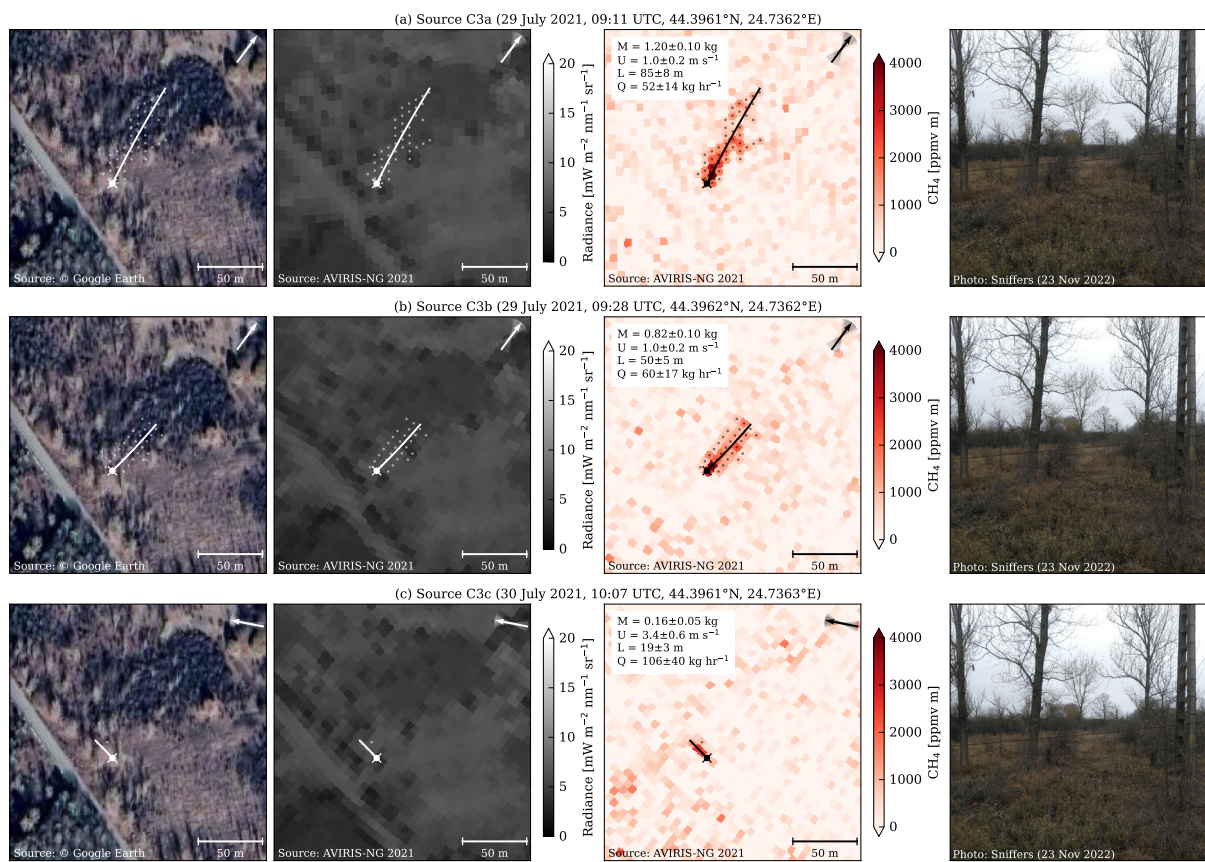 (a) Source C3a (29 July 2021, 09:11 UTC, 44.3961°N, 24.7362°E)
Source: © Google Earth
50 m
Source: AVIRIS-NG 2021
50 m
20
15
10
5
0
Radiance [mW m⁻² nm⁻¹ sr⁻¹]
M = 1.20±0.10 kg
U = 1.0±0.2 m s⁻¹
L = 85±8 m
Q = 52±14 kg hr⁻¹
Source: AVIRIS-NG 2021
50 m
4000
3000
2000
1000
0
CH₄ [ppmv m]
Photo: Sniffers (23 Nov 2022)
(b) Source C3b (29 July 2021, 09:28 UTC, 44.3962°N, 24.7362°E)
Source: © Google Earth
50 m
Source: AVIRIS-NG 2021
50 m
20
15
10
5
0
Radiance [mW m⁻² nm⁻¹ sr⁻¹]
M = 0.82±0.10 kg
U = 1.0±0.2 m s⁻¹
L = 50±5 m
Q = 60±17 kg hr⁻¹
Source: AVIRIS-NG 2021
50 m
4000
3000
2000
1000
0
CH₄ [ppmv m]
Photo: Sniffers (23 Nov 2022)
(c) Source C3c (30 July 2021, 10:07 UTC, 44.3961°N, 24.7363°E)
Source: © Google Earth
50 m
Source: AVIRIS-NG 2021
50 m
20
15
10
5
0
Radiance [mW m⁻² nm⁻¹ sr⁻¹]
M = 0.16±0.05 kg
U = 3.4±0.6 m s⁻¹
L = 19±3 m
Q = 106±40 kg hr⁻¹
Source: AVIRIS-NG 2021
50 m
4000
3000
2000
1000
0
CH₄ [ppmv m]
Photo: Sniffers (23 Nov 2022)